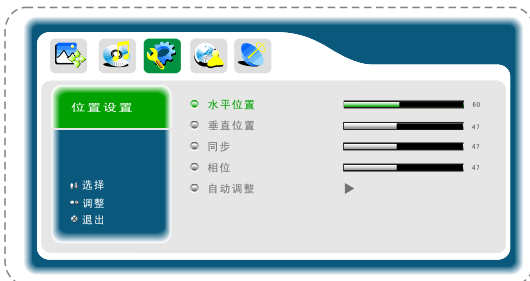 位置设置
选择
调整
退出
水平位置 60
垂直位置 47
同步 47
相位 47
自动调整